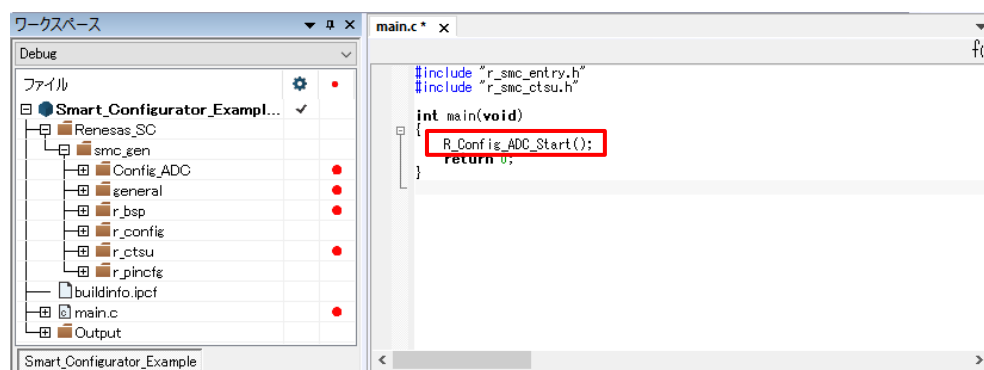 ワークスペース
Debug
ファイル
Smart_Configurator_Exampl...
Renesas_SC
smc_gen
Config_ADC
general
r_bsp
r_config
r_ctsu
r_pincfg
buildinfo.ipcf
main.c
Output
Smart_Configurator_Example
main.c *
#include "r_smc_entry.h"
#include "r_smc_ctsu.h"
int main(void)
{
R_Config_ADC_Start();
return 0;
}